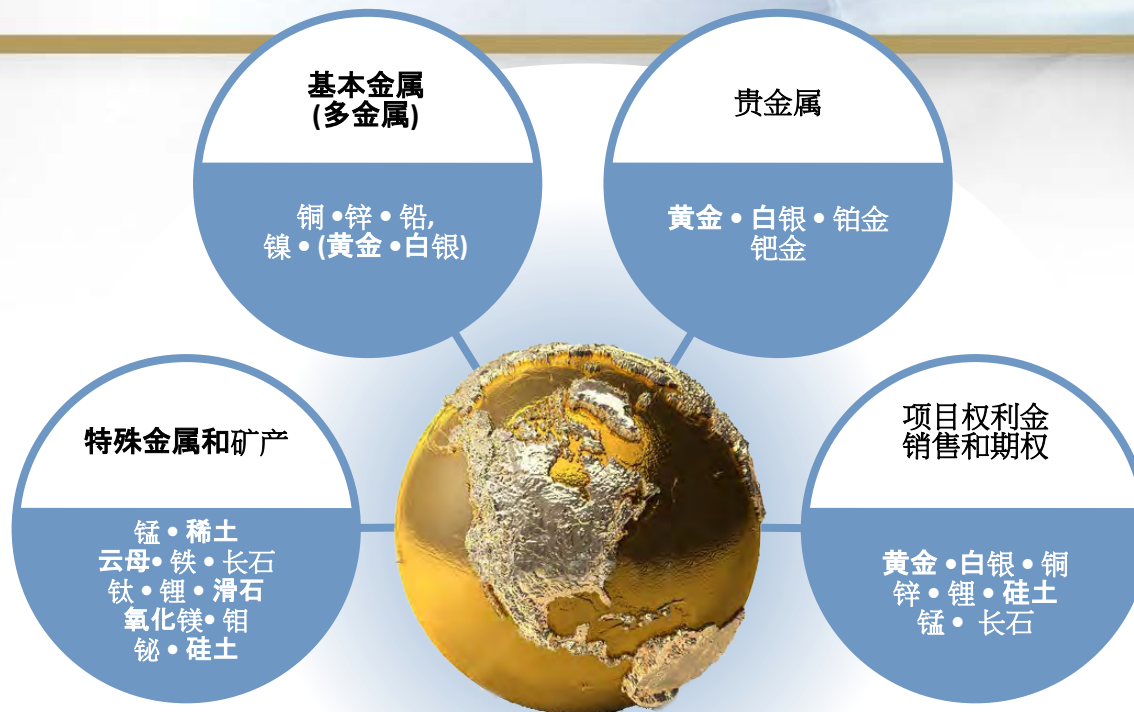 基本金属
(多金属)
铜 •锌 • 铅,
镍 • (黄金 •白银)
贵金属
黄金 • 白银 • 铂金
钯金
特殊金属和矿产
锰 • 稀土
云母• 铁 • 长石
钛 • 锂 • 滑石
氧化镁• 钼
铋 • 硅土
项目权利金
销售和期权
黄金 •白银 • 铜
锌 • 锂 • 硅土
锰 • 长石